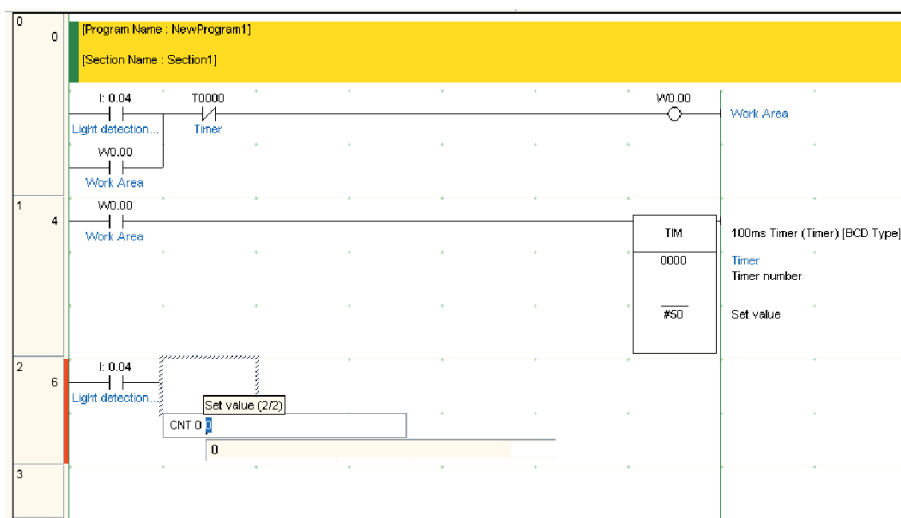 0
0
[Program Name : NewProgram1]
[Section Name : Section1]
I: 0.04 T0000 W0.00
Work Area
Light detection... Timer
W0.00
Work Area
1
W0.00
4
Work Area
TIM 100ms Timer (Timer) [BCD Type]
0000 Timer
Timer number
#50 Set value
2
I: 0.04
6
Light detection...
Set value (2/2)
CNT 0 0
0
3